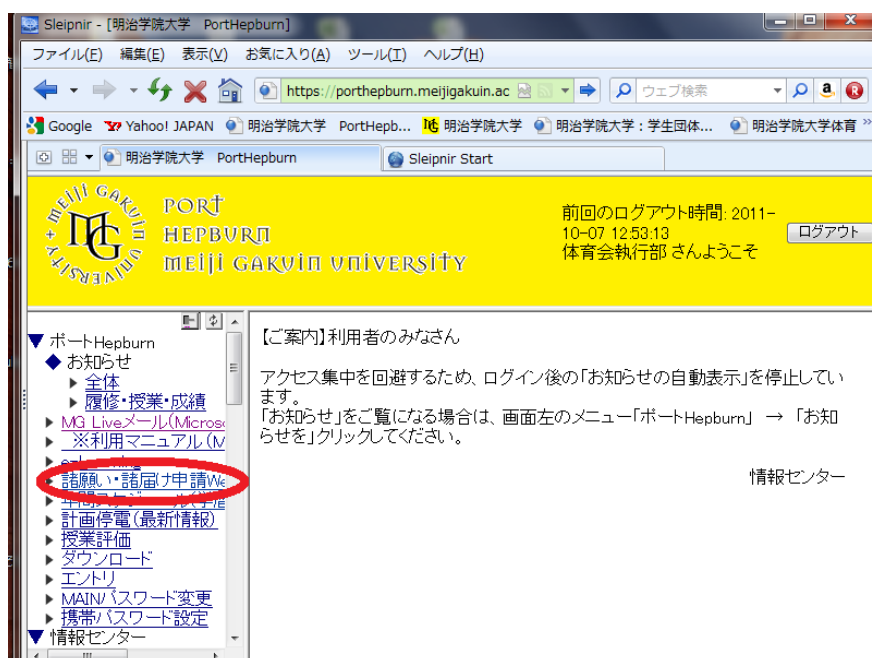 Sleipnir - [明治学院大学 PortHepburn]
ファイル(F) 編集(E) 表示(V) お気に入り(A) ツール(T) ヘルプ(H)
https://porthepburn.meijigakuin.ac ウェブ検索
Google Yahoo! JAPAN 明治学院大学 PortHepb... 明治学院大学 明治学院大学：学生団体... 明治学院大学体育 »
明治学院大学 PortHepburn Sleipnir Start
MEIJI GAKUIN UNIVERSITY
MG
PORT
HEPBURN
MEIJI GAKUIN UNIVERSITY
前回のログアウト時間: 2011-
10-07 12:53:13
体育会執行部 さんようこそ
ログアウト
▼ ポートHepburn
◆ お知らせ
▶ 全体
▶ 履修・授業・成績
▶ MG Liveメール(Microso
▶ ※利用マニュアル(M
▶ 諸願い・諸届け申請We
▶ 計画停電(最新情報)
▶ 授業評価
▶ ダウンロード
▶ エントリ
▶ MAINパスワード変更
▶ 携帯パスワード設定
▼ 情報センター
【ご案内】利用者のみなさん
アクセス集中を回避するため、ログイン後の「お知らせの自動表示」を停止してい
ます。
「お知らせ」をご覧になる場合は、画面左のメニュー「ポートHepburn」 → 「お知
らせを」クリックしてください。
情報センター